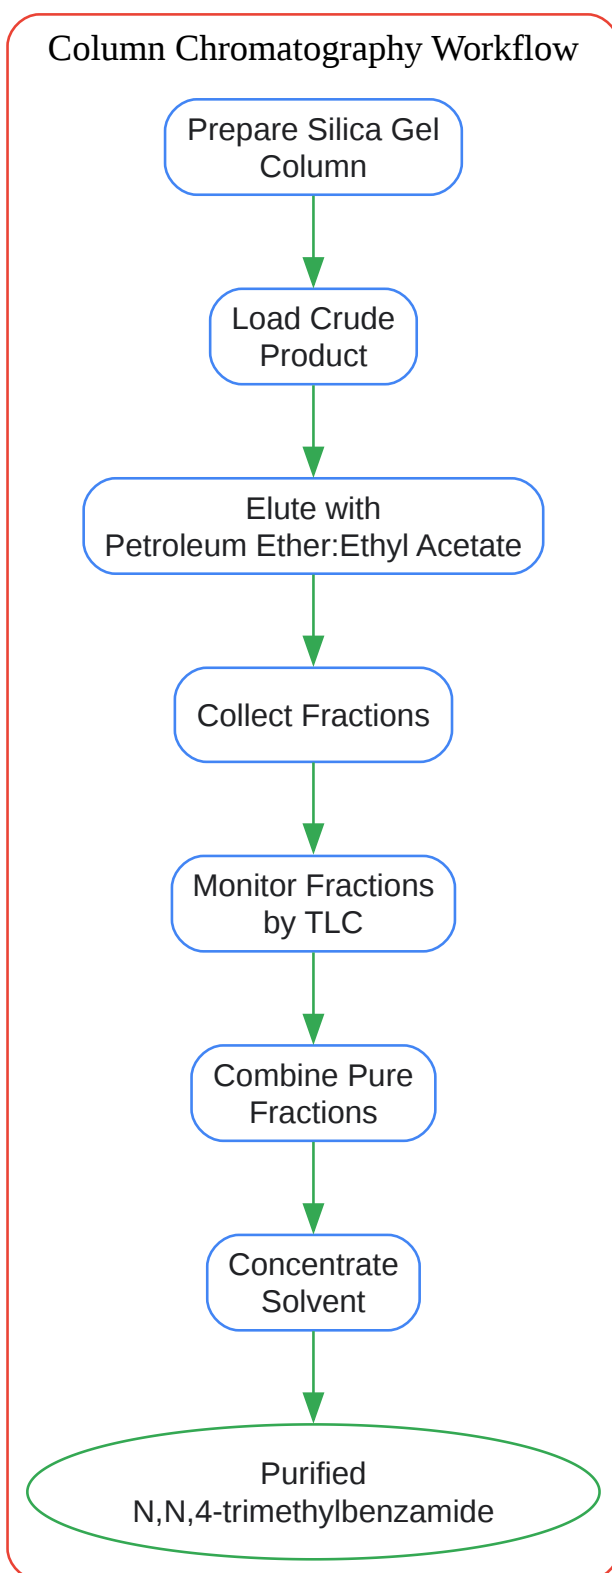 Column Chromatography Workflow
Prepare Silica Gel
Column
Load Crude
Product
Elute with
Petroleum Ether:Ethyl Acetate
Collect Fractions
Monitor Fractions
by TLC
Combine Pure
Fractions
Concentrate
Solvent
Purified
N,N,4-trimethylbenzamide